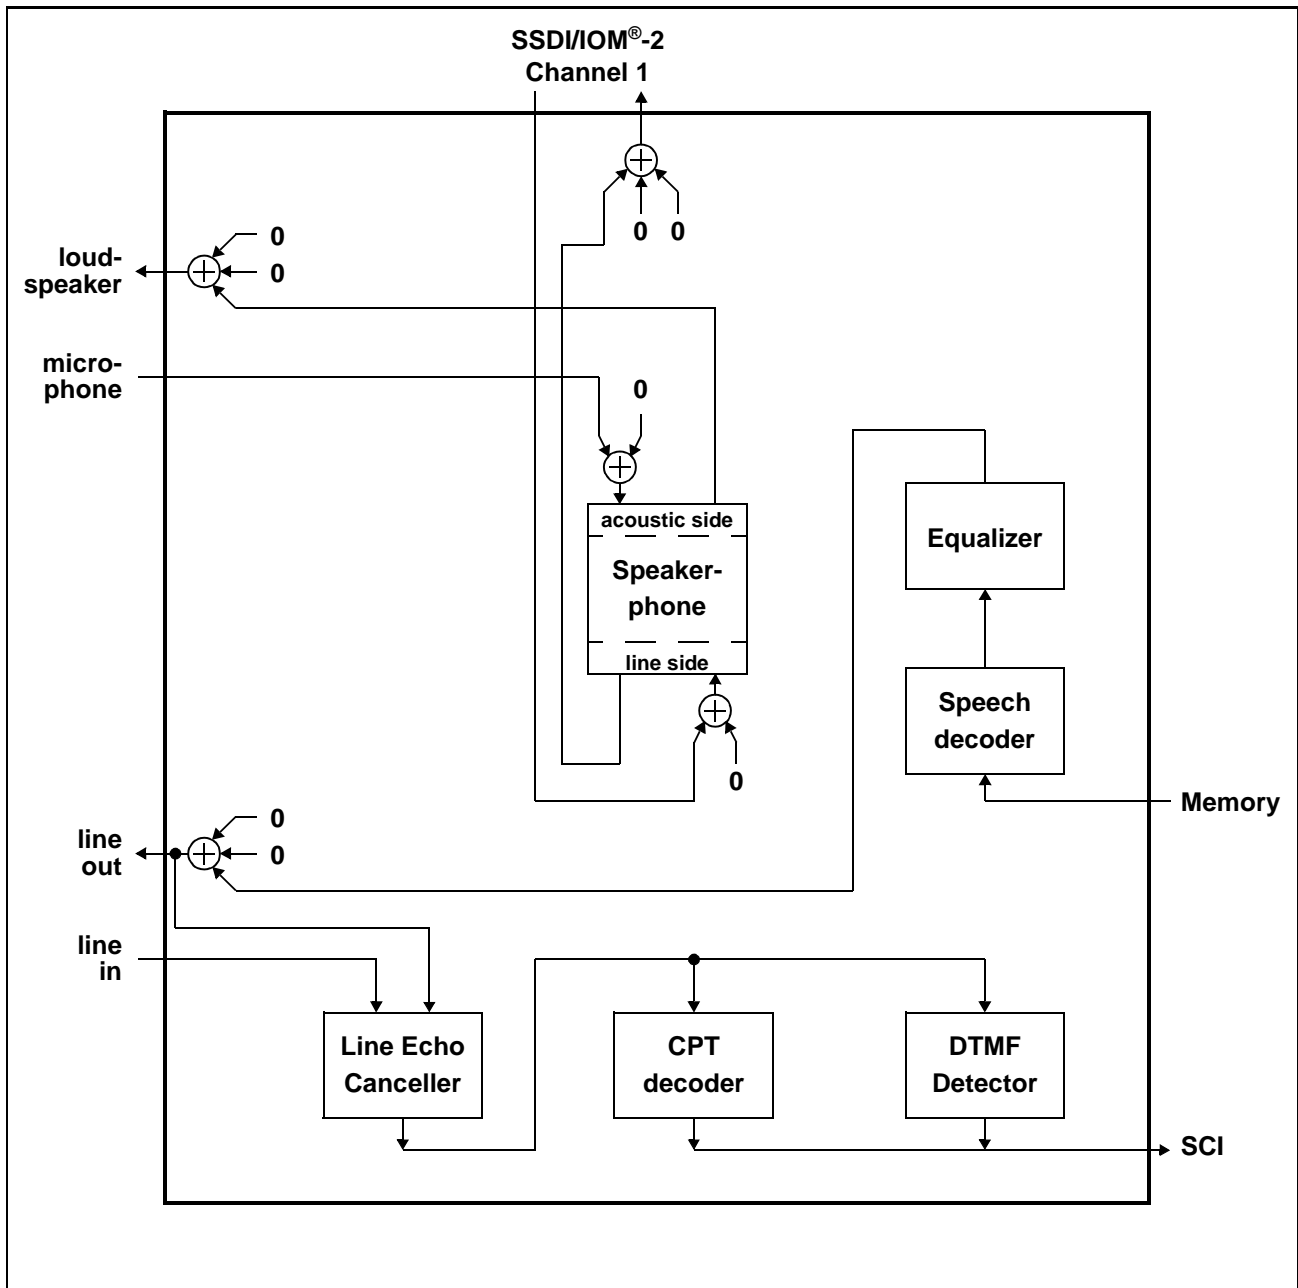 SSDI/IOM®-2
Channel 1
0 0
0
loud-
speaker
0
micro-
phone
0
acoustic side
Speaker-
phone
line side
Equalizer
Speech
decoder
0
Memory
0
line
out
0
line
in
Line Echo
Canceller
CPT
decoder
DTMF
Detector
SCI